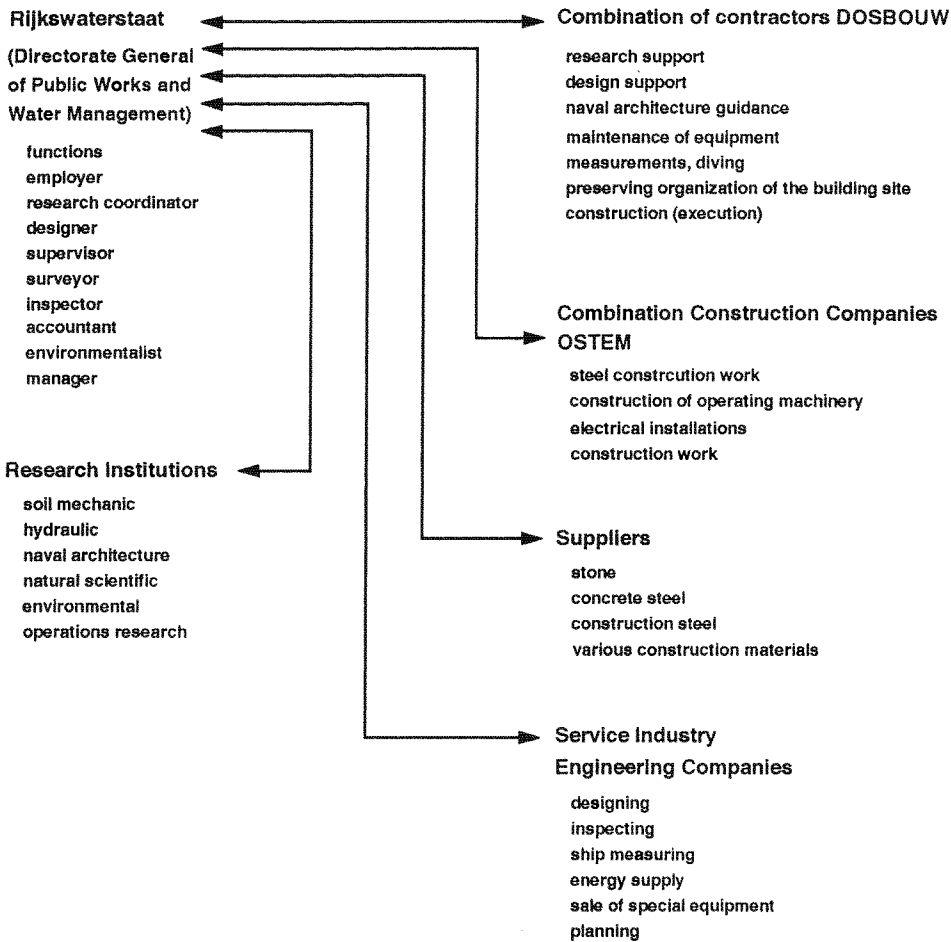 Rijkswaterstaat
(Directorate General
of Public Works and
Water Management)
functions
employer
research coordinator
designer
supervisor
surveyor
inspector
accountant
environmentalist
manager
Research Institutions
soil mechanic
hydraulic
naval architecture
natural scientific
environmental
operations research
Combination of contractors DOSBOUW
research support
design support
naval architecture guidance
maintenance of equipment
measurements, diving
preserving organization of the building site
construction (execution)
Combination Construction Companies
OSTEM
steel constrcution work
construction of operating machinery
electrical installations
construction work
Suppliers
stone
concrete steel
construction steel
various construction materials
Service Industry
Engineering Companies
designing
inspecting
ship measuring
energy supply
sale of special equipment
planning